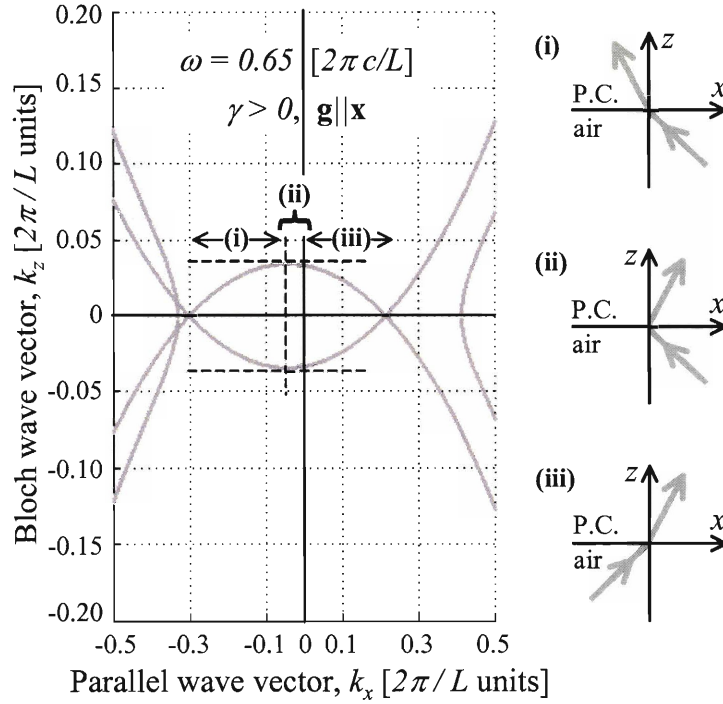 0.20
0.15
0.10
0.05
0
-0.05
-0.10
-0.15
-0.20
Bloch wave vector, k_z [2π/L units]
ω = 0.65 [2πc/L]
γ > 0, g||x
(ii)
(i)
(iii)
-0.5
-0.3
-0.1
0
0.1
0.3
0.5
Parallel wave vector, k_x [2π/L units]
(i)
z
P.C.
x
air
(ii)
z
P.C.
x
air
(iii)
z
P.C.
x
air